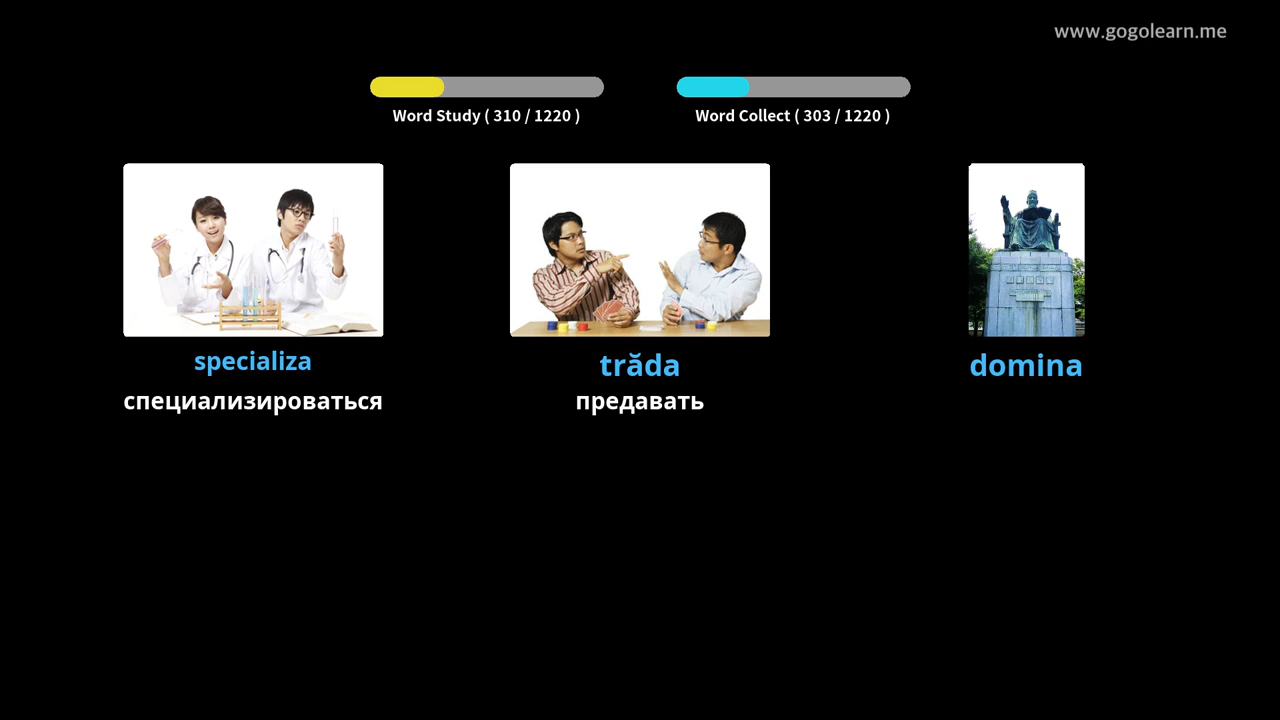 www.gogolearn.me
Word Study ( 310 / 1220 )
Word Collect ( 303 / 1220 )
specializa
специализироваться
trăda
предавать
domina